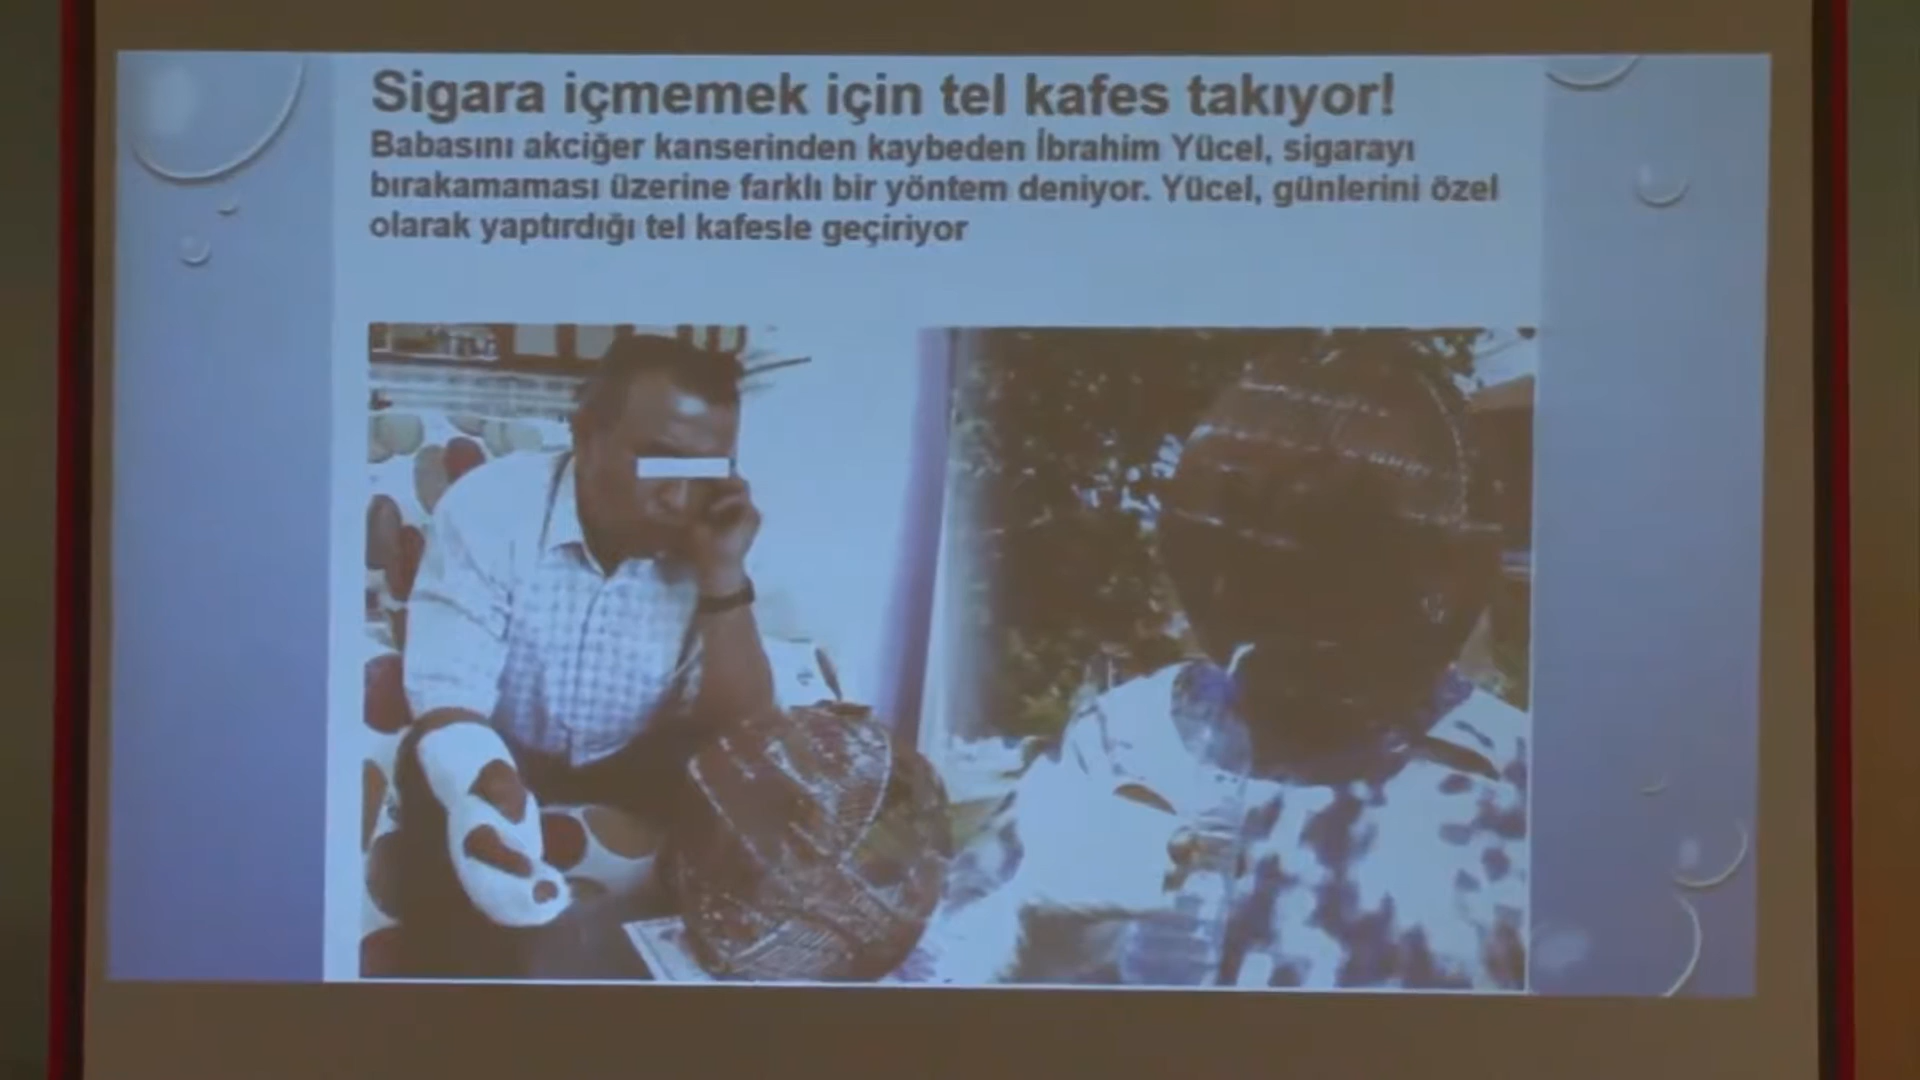 Sigara içmemek için tel kafes takıyor!
Babasını akciğer kanserinden kaybeden İbrahim Yücel, sigarayı
bırakamaması üzerine farklı bir yöntem deniyor. Yücel, günlerini özel
olarak yaptırdığı tel kafesle geçiriyor